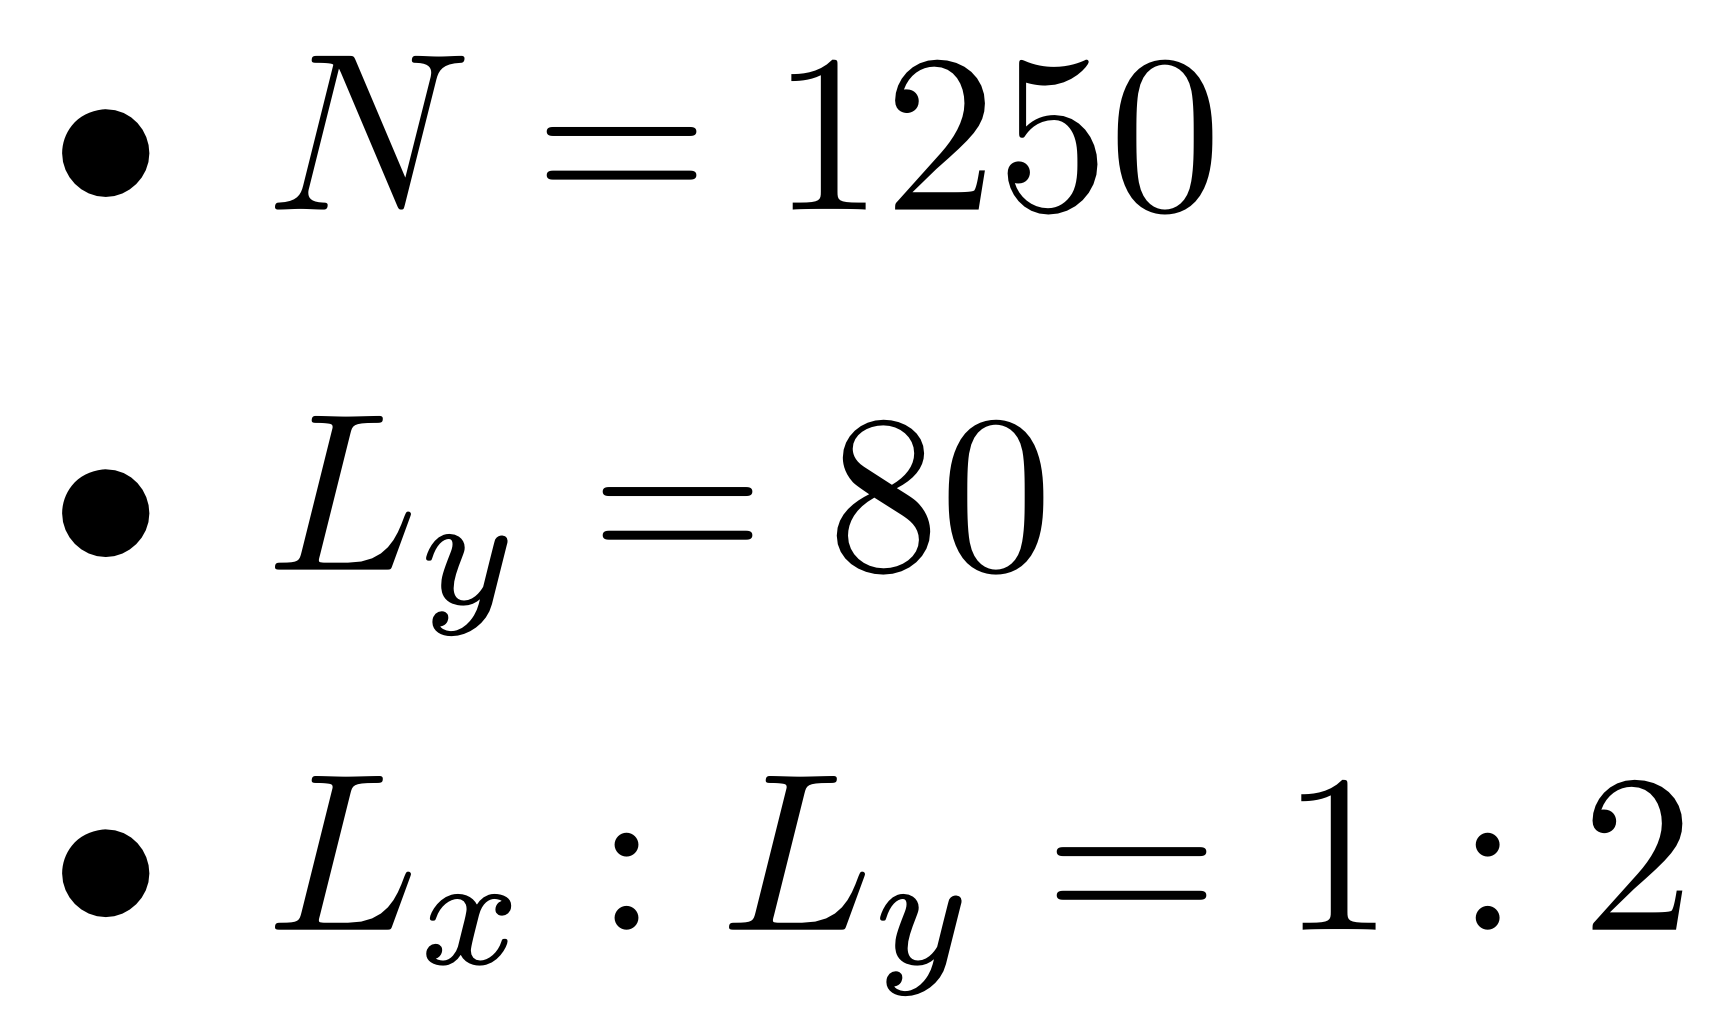 • N = 1250
• L_y = 80
• L_x : L_y = 1 : 2